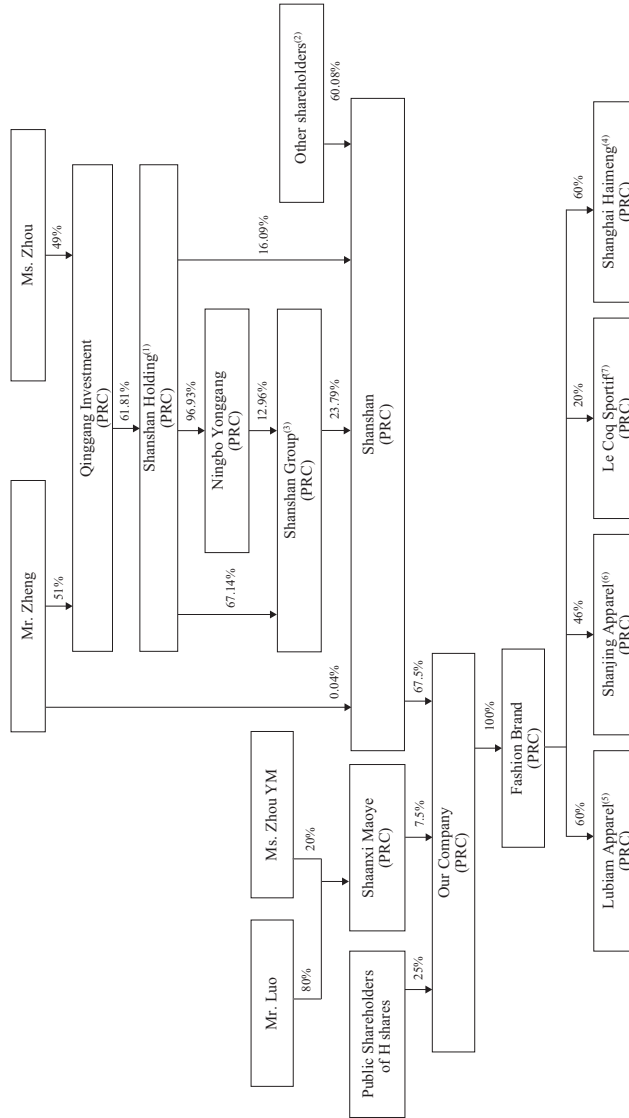 Mr. Zheng
Ms. Zhou
51%
49%
Qinggang Investment
(PRC)
61.81%
Shanshan Holding(1)
(PRC)
96.93%
Ningbo Yonggang
(PRC)
67.14%
12.96%
Shanshan Group(3)
(PRC)
16.09%
Other shareholders(2)
0.04%
23.79%
60.08%
Shanshan
(PRC)
Mr. Luo
Ms. Zhou YM
80%
20%
Public Shareholders
of H shares
Shaanxi Maoye
(PRC)
25%
7.5%
67.5%
Our Company
(PRC)
100%
Fashion Brand
(PRC)
60%
46%
20%
60%
Lubiam Apparel(5)
(PRC)
Shanjing Apparel(6)
(PRC)
Le Coq Sportif(7)
(PRC)
Shanghai Haimeng(4)
(PRC)